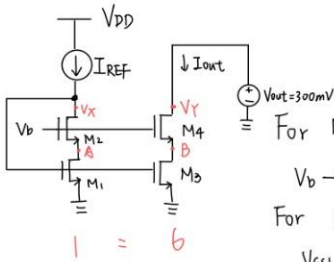 VDD
IREF
↓ Iout
Vx
VY
Vout=300mV
Vb
M2
M4
For
A
B
Vb -
M1
M3
For
1 = 6